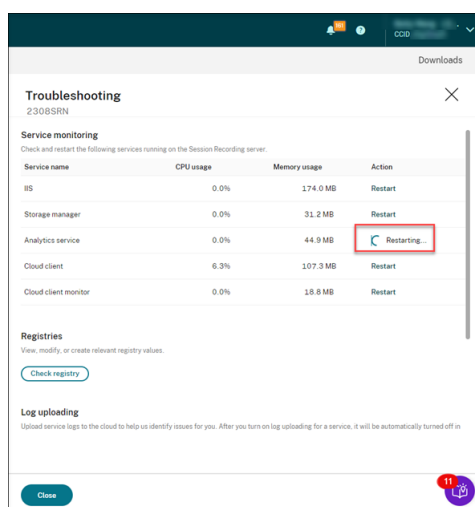 CCID
Downloads
Troubleshooting
2308SRN
Service monitoring
Check and restart the following services running on the Session Recording server.
Service name CPU usage Memory usage Action
IIS 0.0% 174.0 MB Restart
Storage manager 0.0% 31.2 MB Restart
Analytics service 0.0% 44.9 MB Restarting...
Cloud client 6.3% 107.3 MB Restart
Cloud client monitor 0.0% 18.8 MB Restart
Registries
View, modify, or create relevant registry values.
Check registry
Log uploading
Upload service logs to the cloud to help us identify issues for you. After you turn on log uploading for a service, it will be automatically turned off in
11
Close